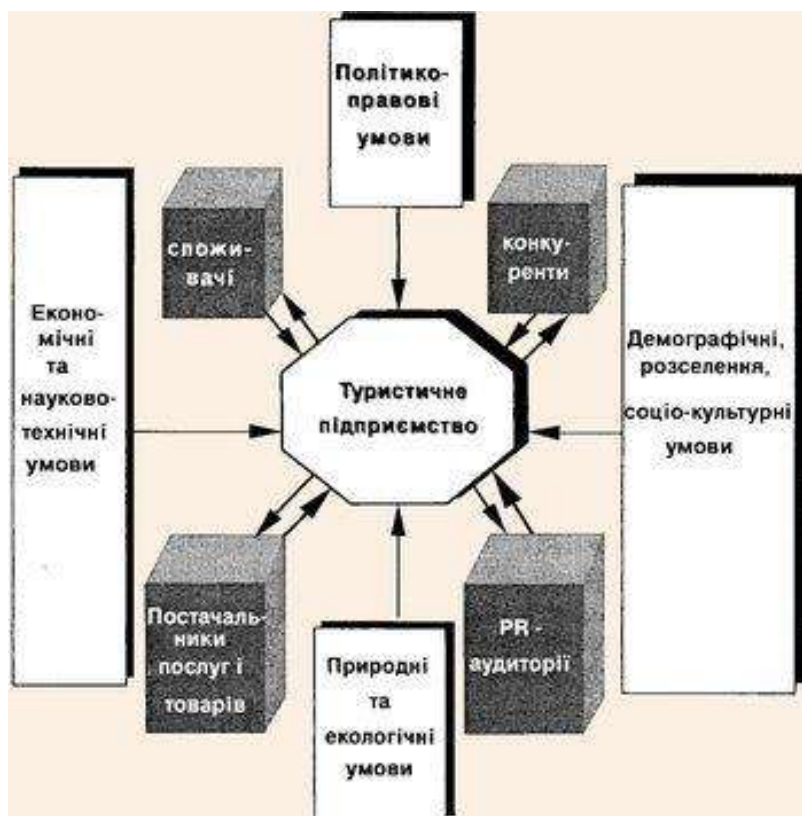 Політико-
правові
умови
спожи-
вачі
конку-
ренти
Еконо-
мічні
та
науково-
технічні
умови
Туристичне
підприємство
Демографічні,
розселення,
соціо-культурні
умови
Постачаль-
ники
послуг і
товарів
PR -
аудиторії
Природні
та
екологічні
умови